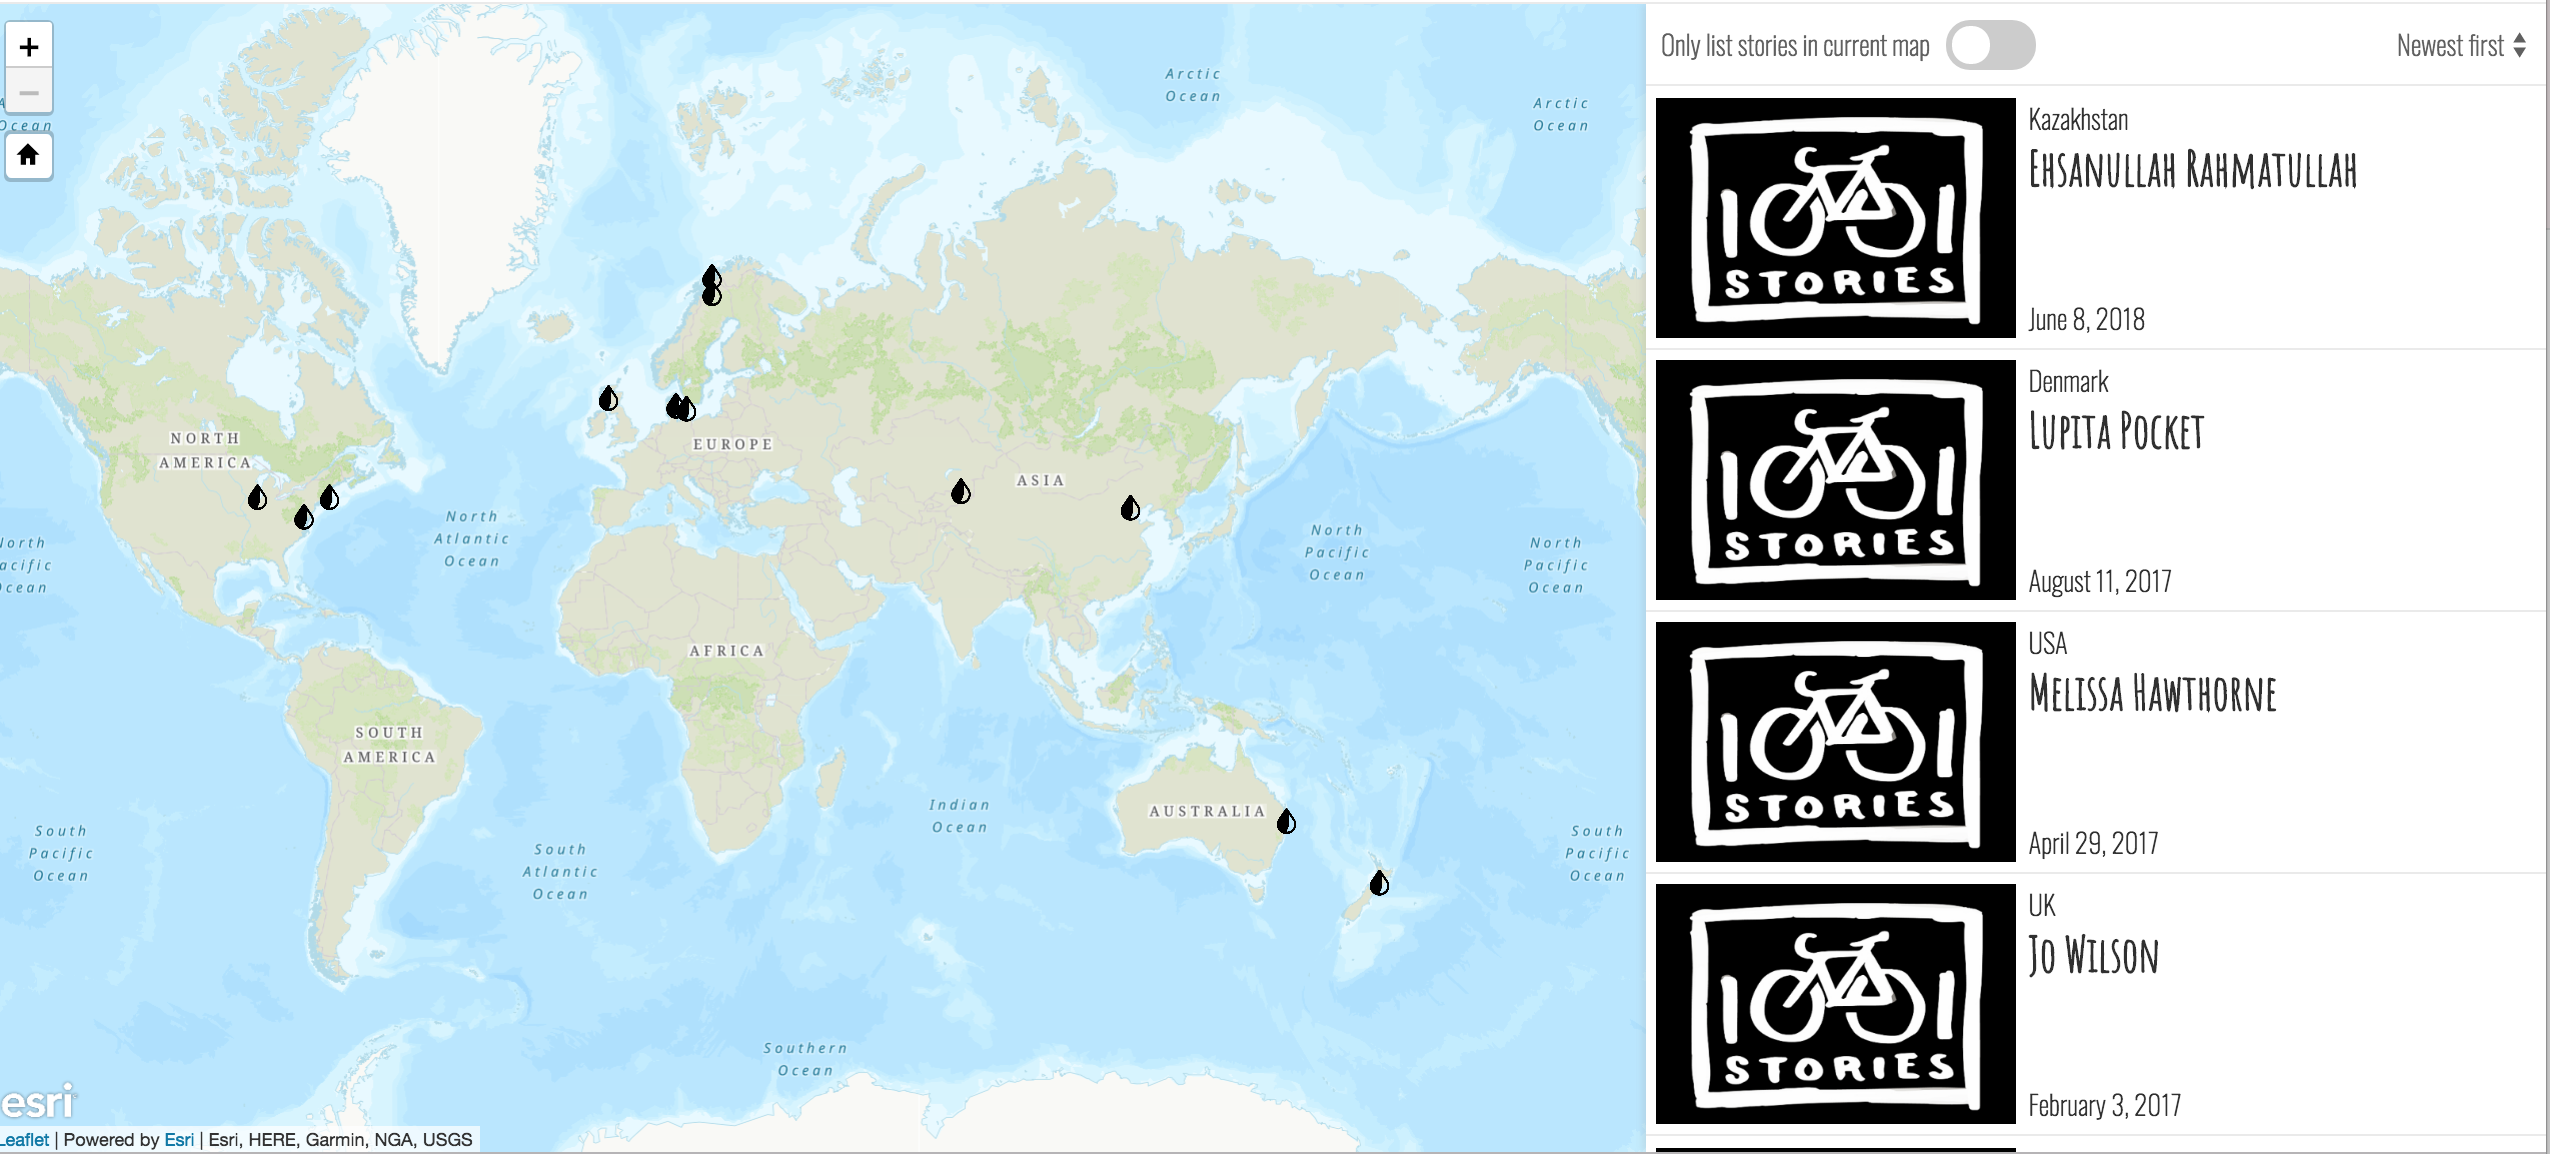 +
−
A
Ocean
Arctic
Ocean
Arctic
Ocean
NORTH
AMERICA
EUROPE
ASIA
North
Atlantic
Ocean
North
Pacific
Ocean
North
Pacific
Ocean
orth
acific
cean
AFRICA
SOUTH
AMERICA
Indian
Ocean
AUSTRALIA
South
Pacific
Ocean
South
Atlantic
Ocean
South
Pacific
Ocean
Southern
Ocean
esri
Leaflet | Powered by Esri | Esri, HERE, Garmin, NGA, USGS
Only list stories in current map
Newest first
1001
STORIES
Kazakhstan
EHSANULLAH RAHMATULLAH
June 8, 2018
1001
STORIES
Denmark
LUPITA POCKET
August 11, 2017
1001
STORIES
USA
MELISSA HAWTHORNE
April 29, 2017
1001
STORIES
UK
JO WILSON
February 3, 2017